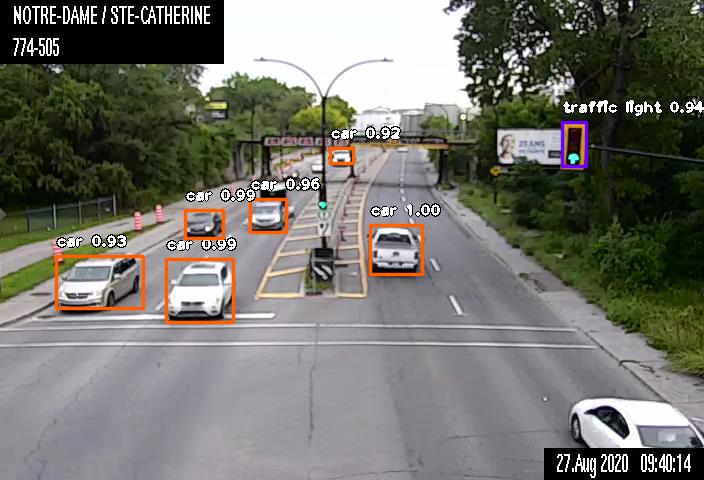 NOTRE-DAME / STE-CATHERINE
774-505
traffic light 0.94
car 0.92
car 0.96
car 0.99
car 1.00
car 0.93
car 0.99
27.Aug 2020 09:40:14